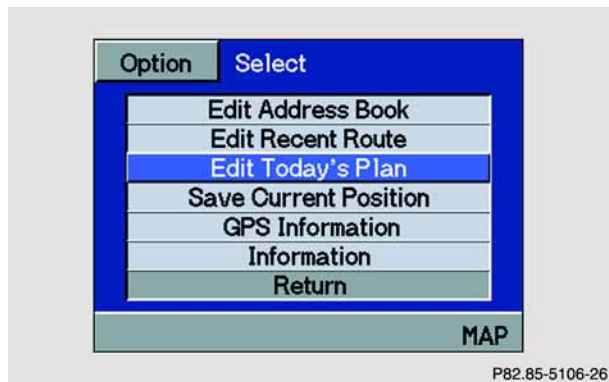 Option Select
Edit Address Book
Edit Recent Route
Edit Today's Plan
Save Current Position
GPS Information
Information
Return
MAP
P82.85-5106-26